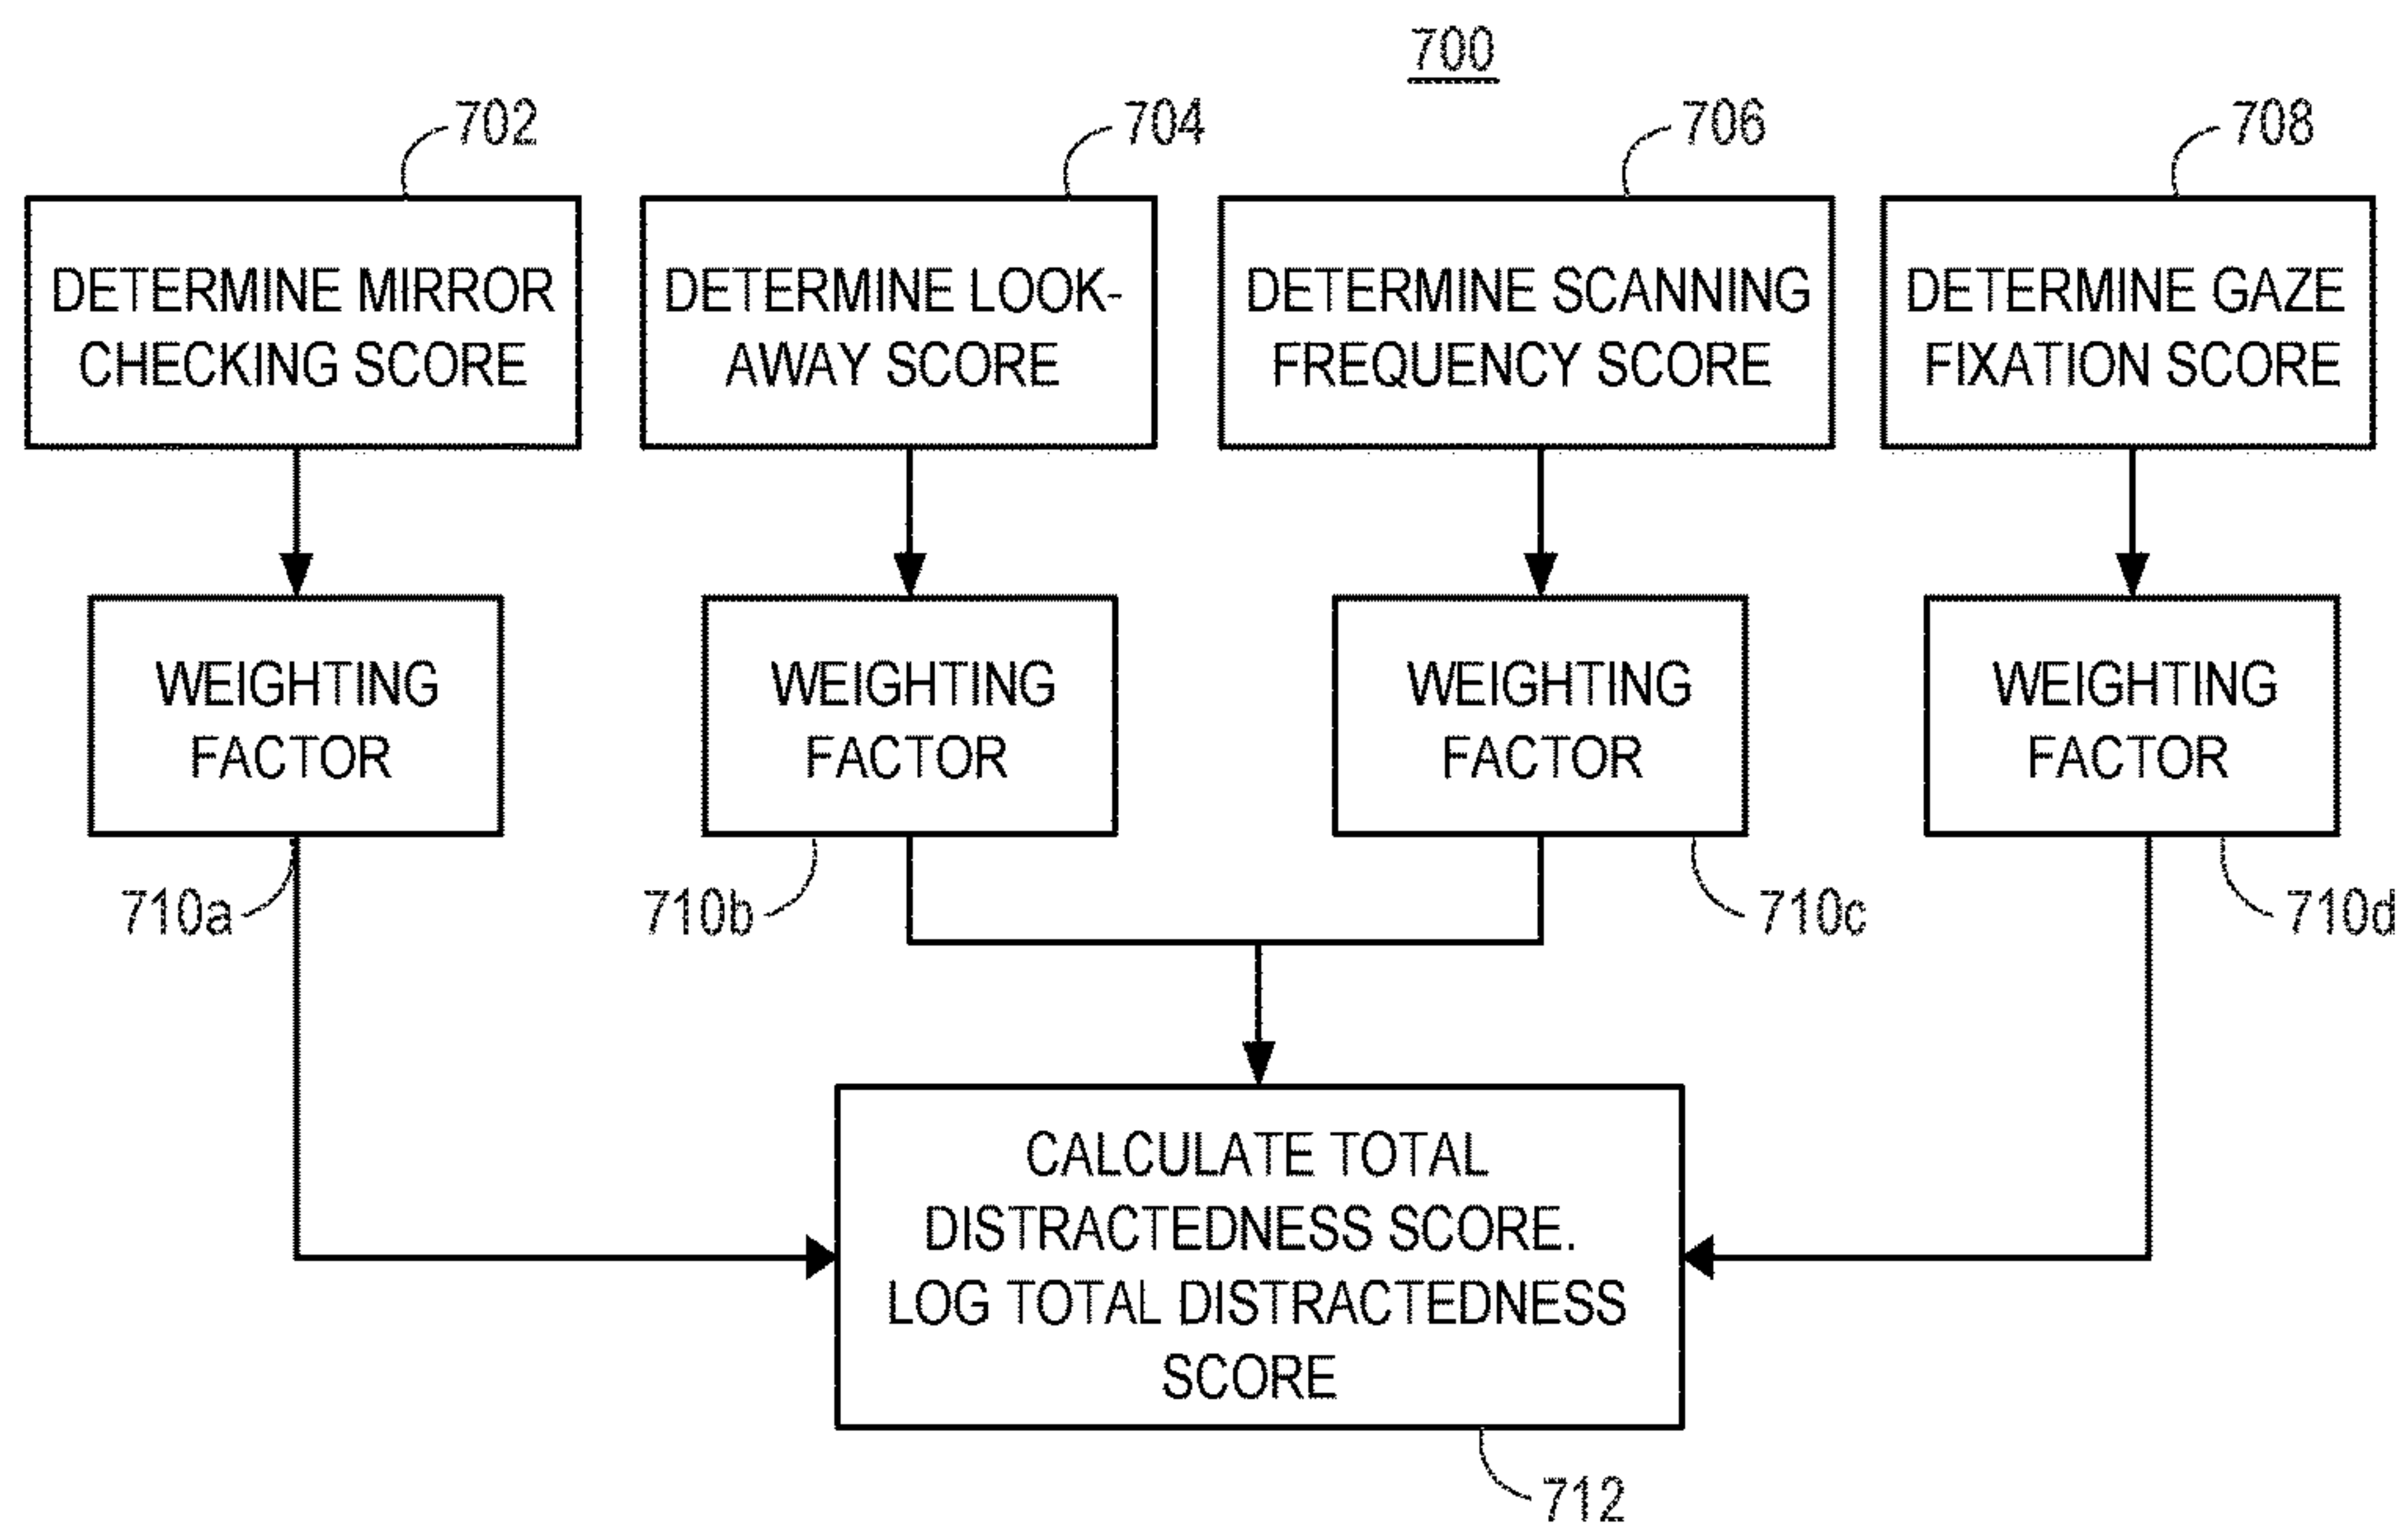 700
702
704
706
708
DETERMINE MIRROR
CHECKING SCORE
DETERMINE LOOK-
AWAY SCORE
DETERMINE SCANNING
FREQUENCY SCORE
DETERMINE GAZE
FIXATION SCORE
WEIGHTING
FACTOR
WEIGHTING
FACTOR
WEIGHTING
FACTOR
WEIGHTING
FACTOR
710a
710b
710c
710d
CALCULATE TOTAL
DISTRACTEDNESS SCORE.
LOG TOTAL DISTRACTEDNESS
SCORE
712